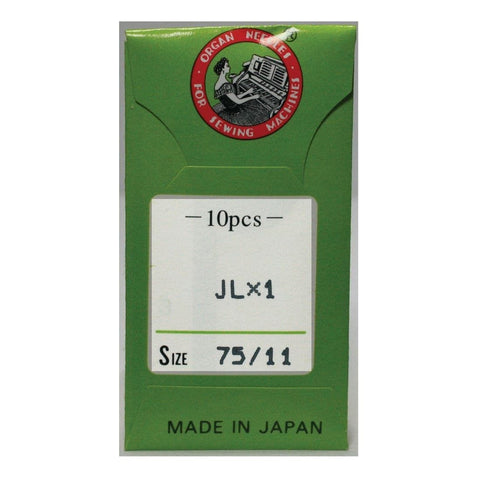 · ORGAN NEEDLES ·
FOR SEWING MACHINES
®
—10pcs—
JL×1
SIZE 75/11
MADE IN JAPAN